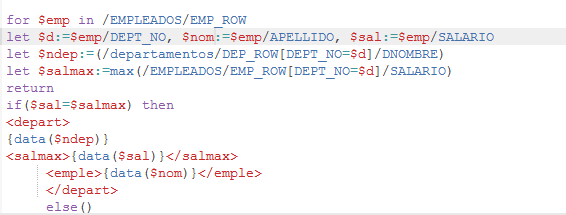 for $emp in /EMPLEADOS/EMP_ROW
let $d:=$emp/DEPT_NO, $nom:=$emp/APELLIDO, $sal:=$emp/SALARIO
let $ndep:=(/departamentos/DEP_ROW[DEPT_NO=$d]/DNOMBRE)
let $salmax:=max(/EMPLEADOS/EMP_ROW[DEPT_NO=$d]/SALARIO)
return
if($sal=$salmax) then
<depart>
{data($ndep)}
<salmax>{data($sal)}</salmax>
<emple>{data($nom)}</emple>
</depart>
else()